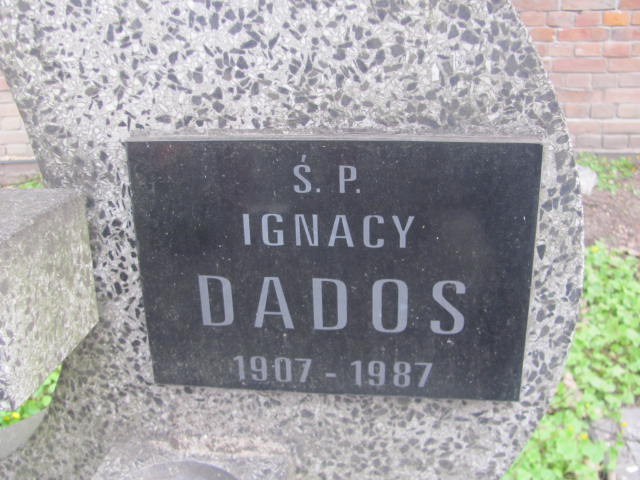 Ś. P.
IGNACY
DADOS
1907 - 1987